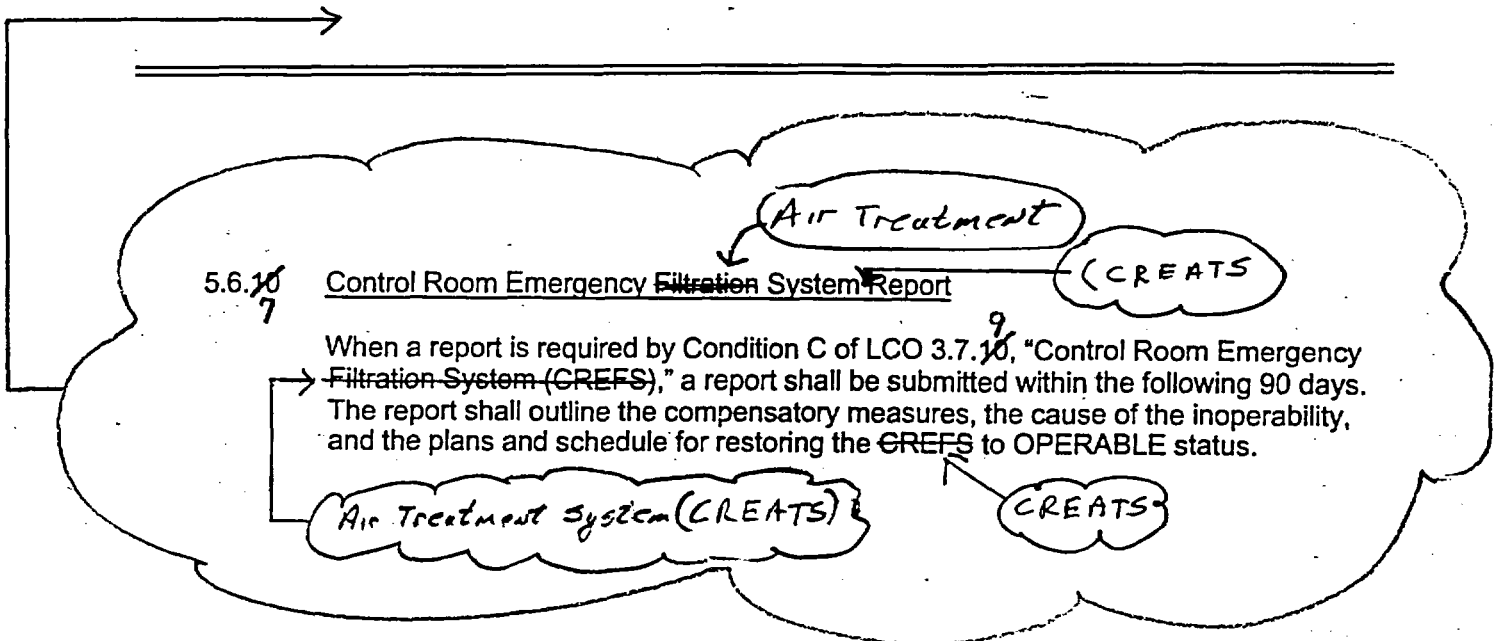 Air Treatment
(CREATS
5.6.10 Control Room Emergency Filtration System Report
7
9
When a report is required by Condition C of LCO 3.7.10, "Control Room Emergency
Filtration System (CREFS)," a report shall be submitted within the following 90 days.
The report shall outline the compensatory measures, the cause of the inoperability,
and the plans and schedule for restoring the CREFS to OPERABLE status.
Air Treatment System (CREATS)
CREATS